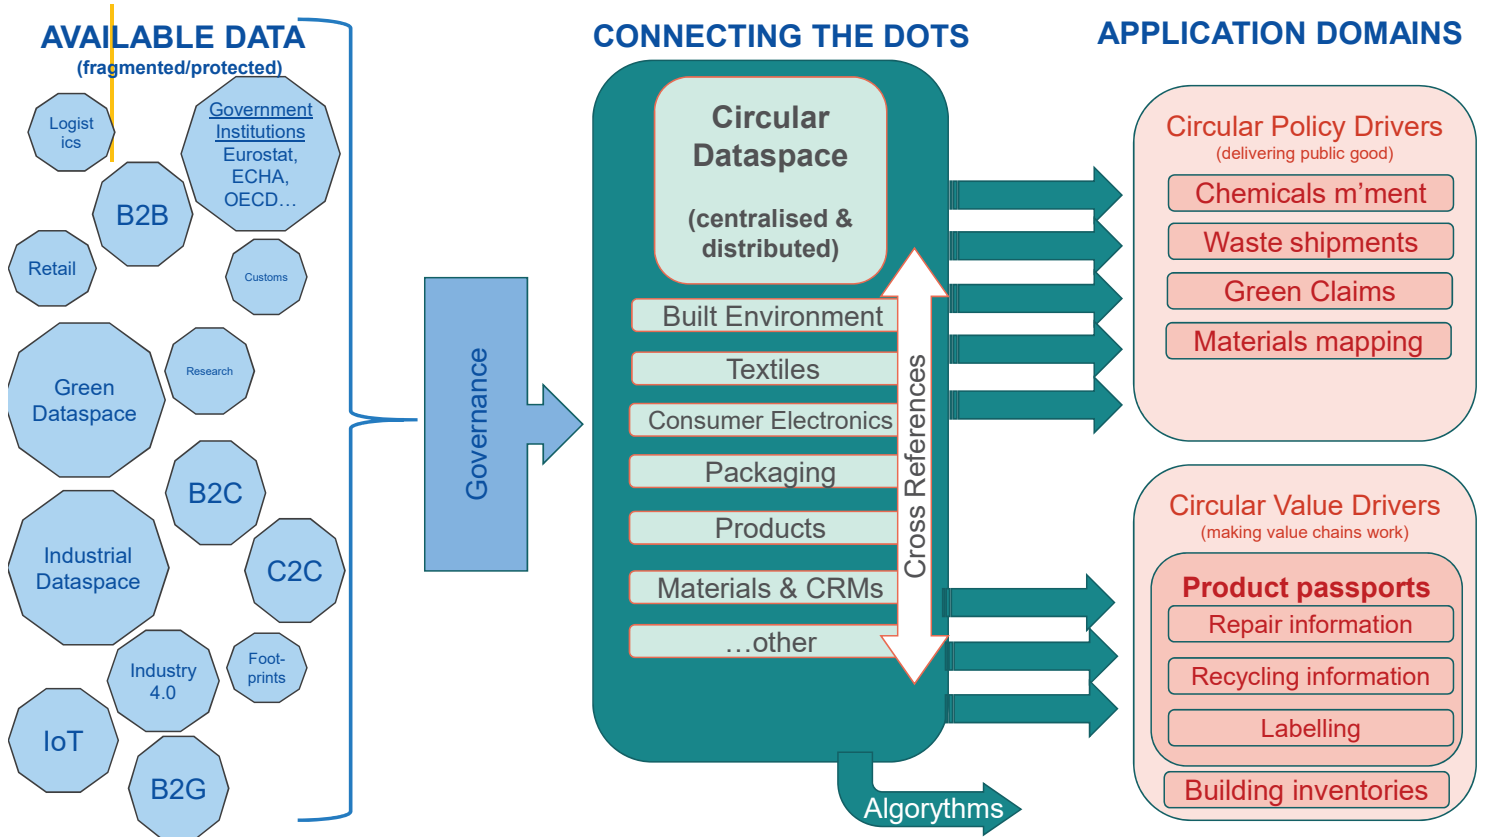 AVAILABLE DATA
(fragmented/protected)
Logist
ics
Government
Institutions
Eurostat,
ECHA,
OECD…
B2B
Retail
Customs
Green
Dataspace
Research
B2C
Industrial
Dataspace
C2C
Industry
4.0
Foot-
prints
IoT
B2G
Governance
CONNECTING THE DOTS
Circular
Dataspace
(centralised &
distributed)
Built Environment
Textiles
Consumer Electronics
Packaging
Products
Materials & CRMs
…other
Cross References
Algorythms
APPLICATION DOMAINS
Circular Policy Drivers
(delivering public good)
Chemicals m’ment
Waste shipments
Green Claims
Materials mapping
Circular Value Drivers
(making value chains work)
Product passports
Repair information
Recycling information
Labelling
Building inventories